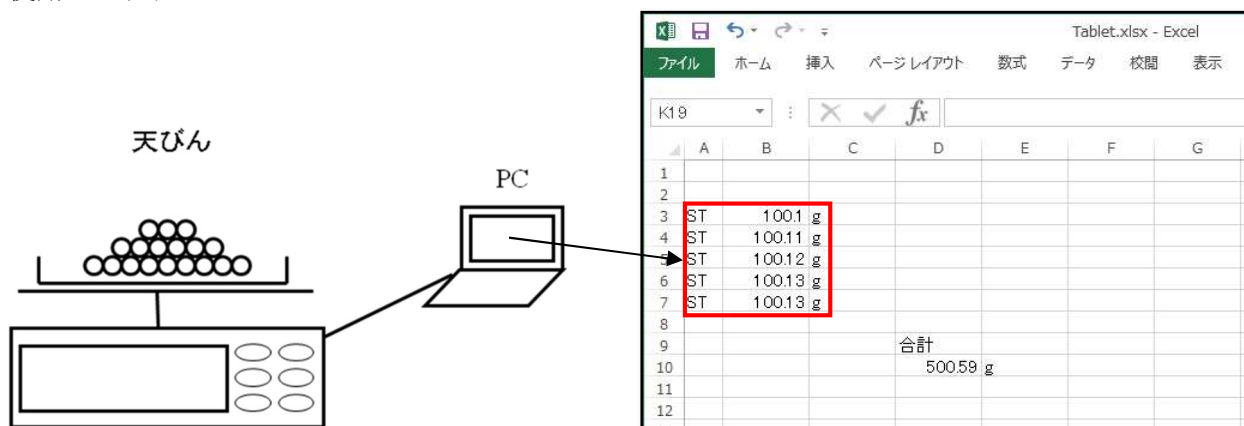 天びん
PC
Tablet.xlsx - Excel
ファイル ホーム 挿入 ページ レイアウト 数式 データ 校閲 表示
K19 fx
A B C D E F G
1
2
3 ST 100.1 g
4 ST 100.11 g
5 ST 100.12 g
6 ST 100.13 g
7 ST 100.13 g
8
9 合計
10 500.59 g
11
12